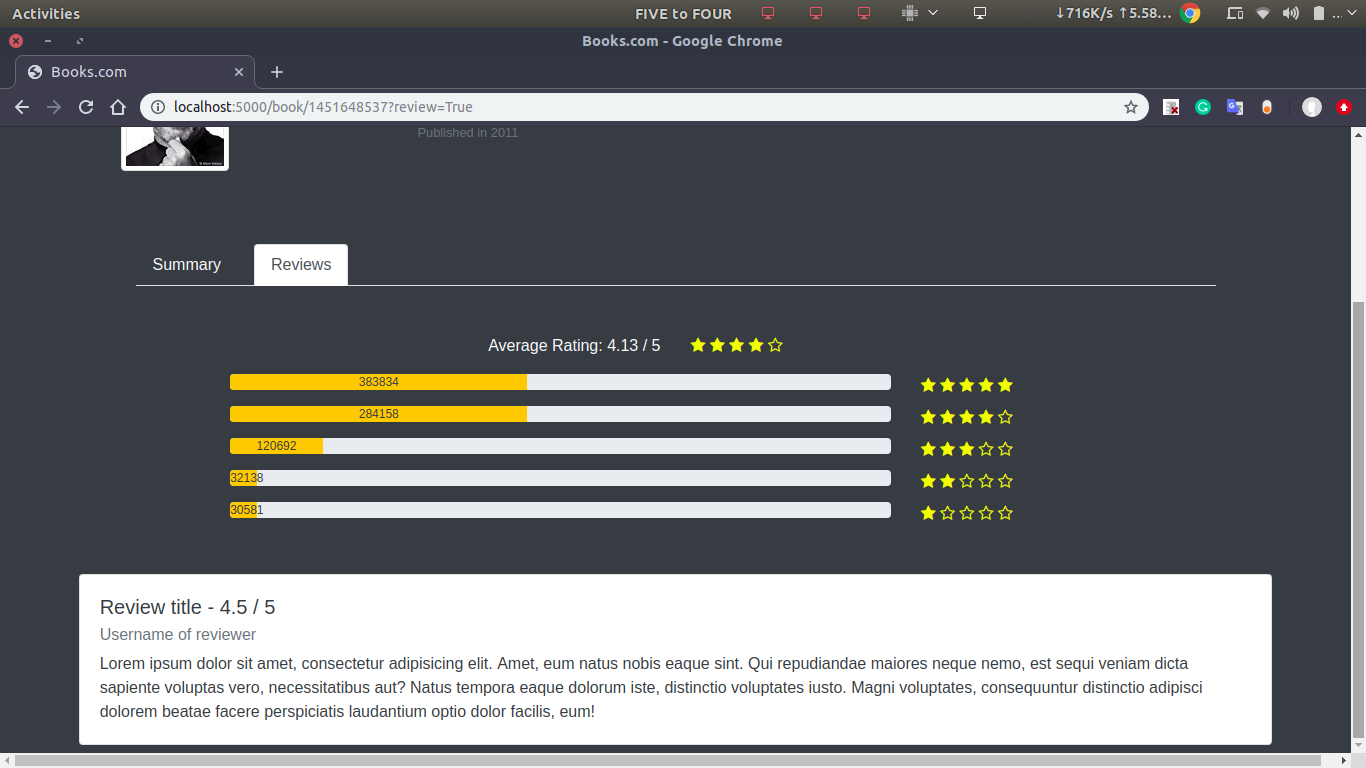 Activities
FIVE to FOUR
↓716K/s ↑5.58... ...
Books.com - Google Chrome
Books.com
localhost:5000/book/1451648537?review=True
Published in 2011
Summary
Reviews
Average Rating: 4.13 / 5
383834
284158
120692
32138
30581
Review title - 4.5 / 5
Username of reviewer
Lorem ipsum dolor sit amet, consectetur adipisicing elit. Amet, eum natus nobis eaque sint. Qui repudiandae maiores neque nemo, est sequi veniam dicta
sapiente voluptas vero, necessitatibus aut? Natus tempora eaque dolorum iste, distinctio voluptates iusto. Magni voluptates, consequuntur distinctio adipisci
dolorem beatae facere perspiciatis laudantium optio dolor facilis, eum!